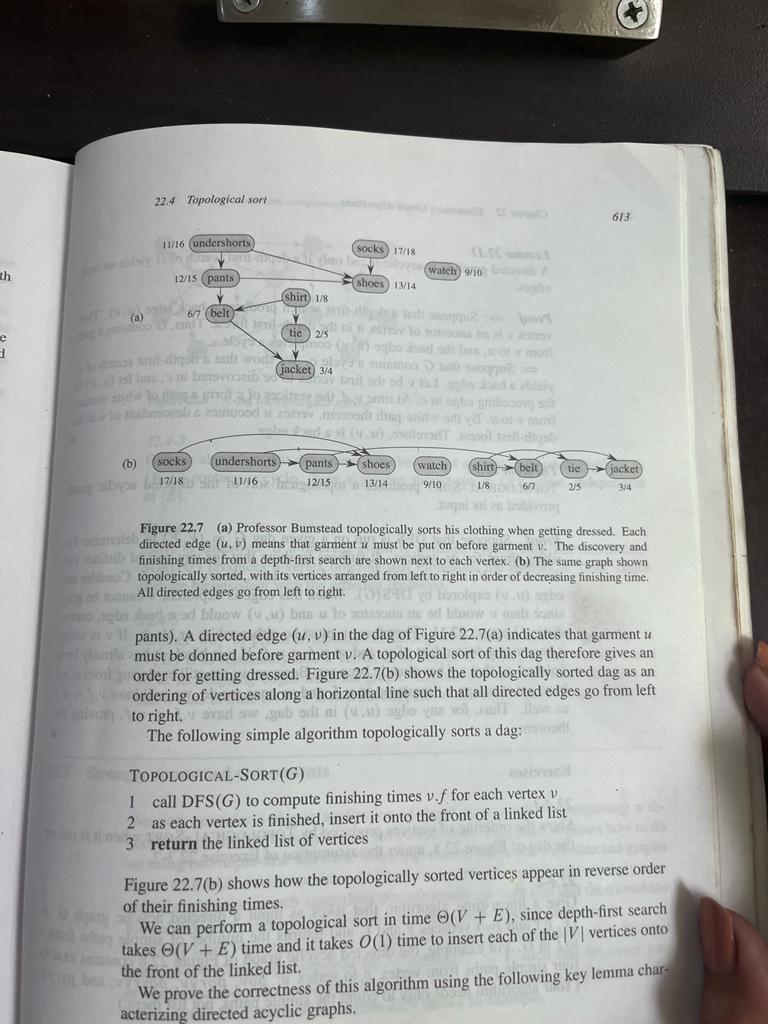 22.4 Topological sort
613
11/16 undershorts
socks 17/18
watch 9/10
12/15 pants
shoes 13/14
shirt 1/8
(a)
6/7 belt
tie 2/5
jacket 3/4
(b) socks undershorts pants shoes watch shirt belt tie jacket
17/18 11/16 12/15 13/14 9/10 1/8 6/7 2/5 3/4
Figure 22.7 (a) Professor Bumstead topologically sorts his clothing when getting dressed. Each
directed edge (u, v) means that garment u must be put on before garment v. The discovery and
finishing times from a depth-first search are shown next to each vertex. (b) The same graph shown
topologically sorted, with its vertices arranged from left to right in order of decreasing finishing time.
All directed edges go from left to right.
pants). A directed edge (u, v) in the dag of Figure 22.7(a) indicates that garment u
must be donned before garment v. A topological sort of this dag therefore gives an
order for getting dressed. Figure 22.7(b) shows the topologically sorted dag as an
ordering of vertices along a horizontal line such that all directed edges go from left
to right.
The following simple algorithm topologically sorts a dag:
TOPOLOGICAL-SORT(G)
1 call DFS(G) to compute finishing times v.f for each vertex v
2 as each vertex is finished, insert it onto the front of a linked list
3 return the linked list of vertices
Figure 22.7(b) shows how the topologically sorted vertices appear in reverse order
of their finishing times.
We can perform a topological sort in time Θ(V + E), since depth-first search
takes Θ(V + E) time and it takes O(1) time to insert each of the |V| vertices onto
the front of the linked list.
We prove the correctness of this algorithm using the following key lemma char-
acterizing directed acyclic graphs.